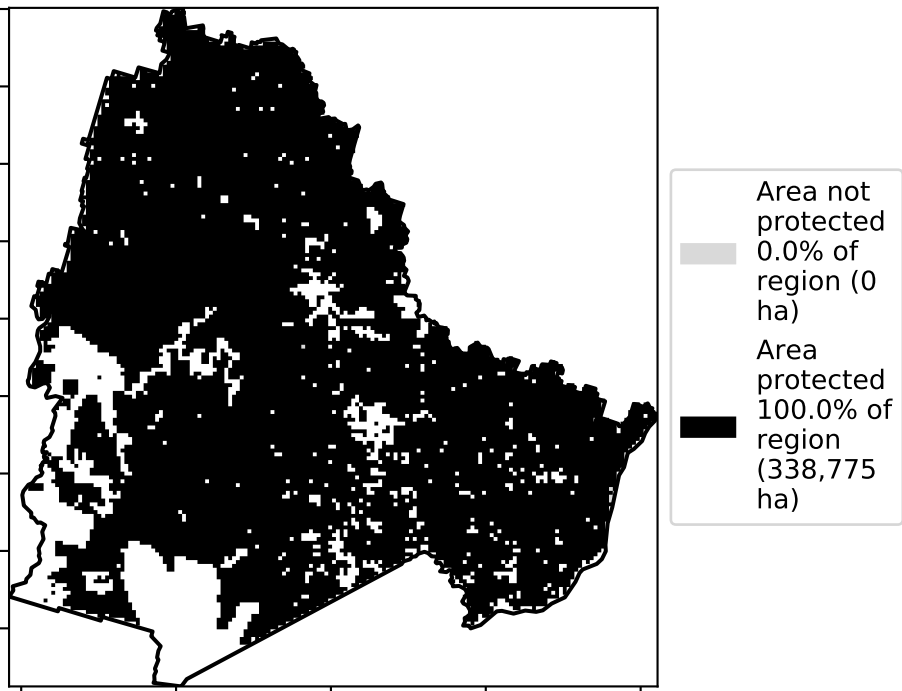 Area not
protected
0.0% of
region (0
ha)
Area
protected
100.0% of
region
(338,775
ha)